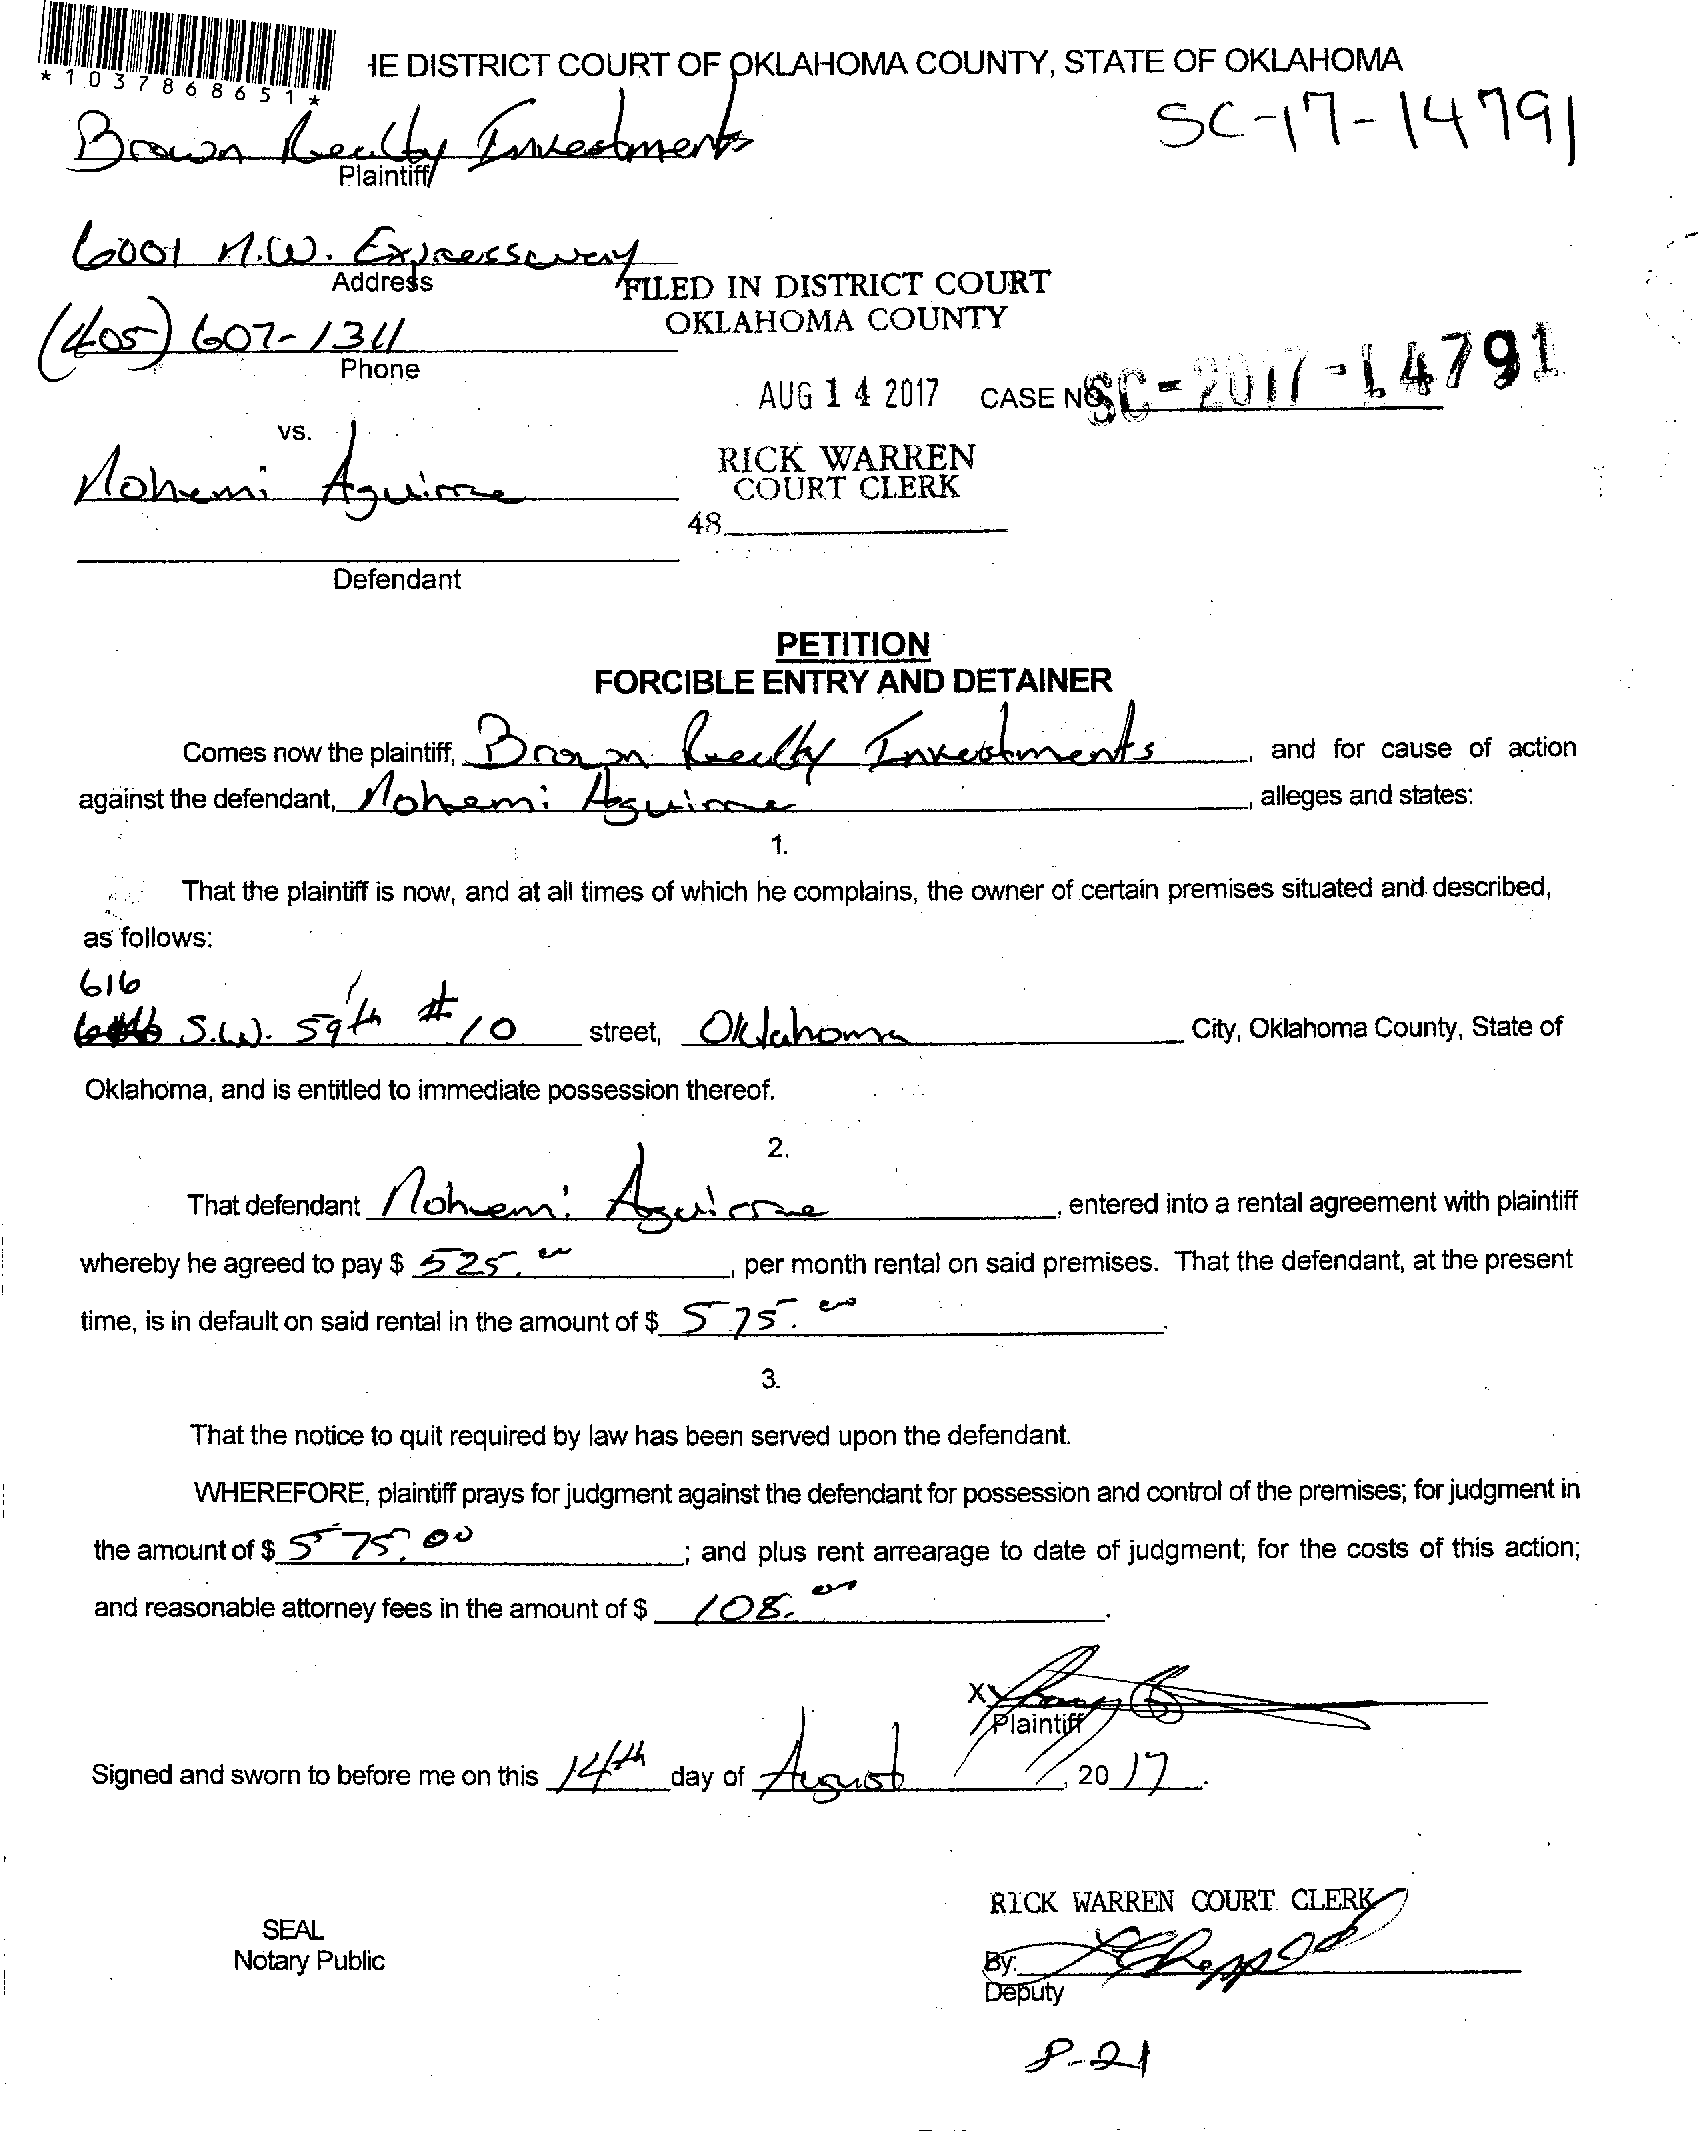 *1037868651*
HE DISTRICT COURT OF OKLAHOMA COUNTY, STATE OF OKLAHOMA
SC-17-14791
Brown Realty Investments
Plaintiff
6001 N.W. Expressway
Address
FILED IN DISTRICT COURT
OKLAHOMA COUNTY
(405) 607-1311
Phone
AUG 14 2017 CASE NO. SC-2017-14791
vs.
Nohemi Aguirre
RICK WARREN
COURT CLERK
48
Defendant
PETITION
FORCIBLE ENTRY AND DETAINER
Comes now the plaintiff, Brown Realty Investments, and for cause of action
against the defendant, Nohemi Aguirre, alleges and states:
1.
That the plaintiff is now, and at all times of which he complains, the owner of certain premises situated and described,
as follows:
616
S.W. 59th #10 street, Oklahoma City, Oklahoma County, State of
Oklahoma, and is entitled to immediate possession thereof.
2.
That defendant Nohemi Aguirre, entered into a rental agreement with plaintiff
whereby he agreed to pay $ 525.00, per month rental on said premises. That the defendant, at the present
time, is in default on said rental in the amount of $ 575.00.
3.
That the notice to quit required by law has been served upon the defendant.
WHEREFORE, plaintiff prays for judgment against the defendant for possession and control of the premises; for judgment in
the amount of $ 575.00; and plus rent arrearage to date of judgment; for the costs of this action;
and reasonable attorney fees in the amount of $ 108.00.
X
Plaintiff
Signed and sworn to before me on this 14th day of August, 2017.
RICK WARREN COURT CLERK
SEAL
Notary Public
By:
Deputy
8-21